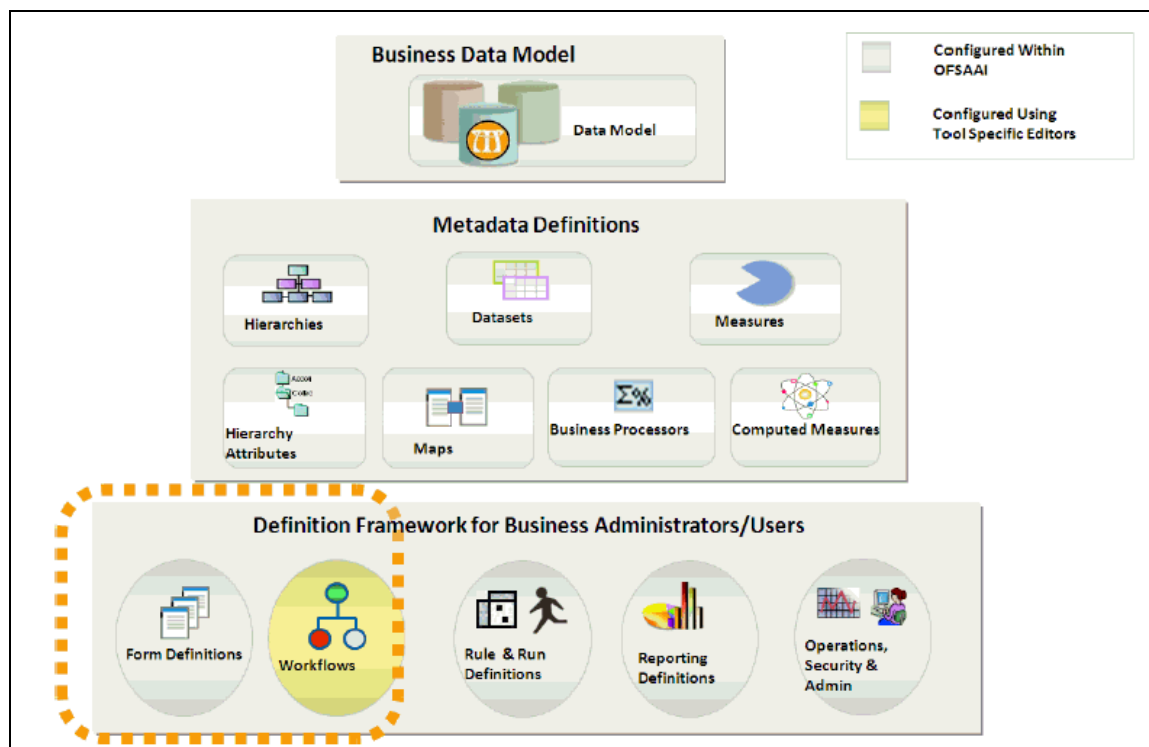 Business Data Model
Data Model
Configured Within
OFSAAI
Configured Using
Tool Specific Editors
Metadata Definitions
Hierarchies
Datasets
Measures
Accou
Collec
Hierarchy
Attributes
Maps
Σ%
Business Processors
Computed Measures
Definition Framework for Business Administrators/Users
Form Definitions
Workflows
Rule & Run
Definitions
Reporting
Definitions
Operations,
Security &
Admin